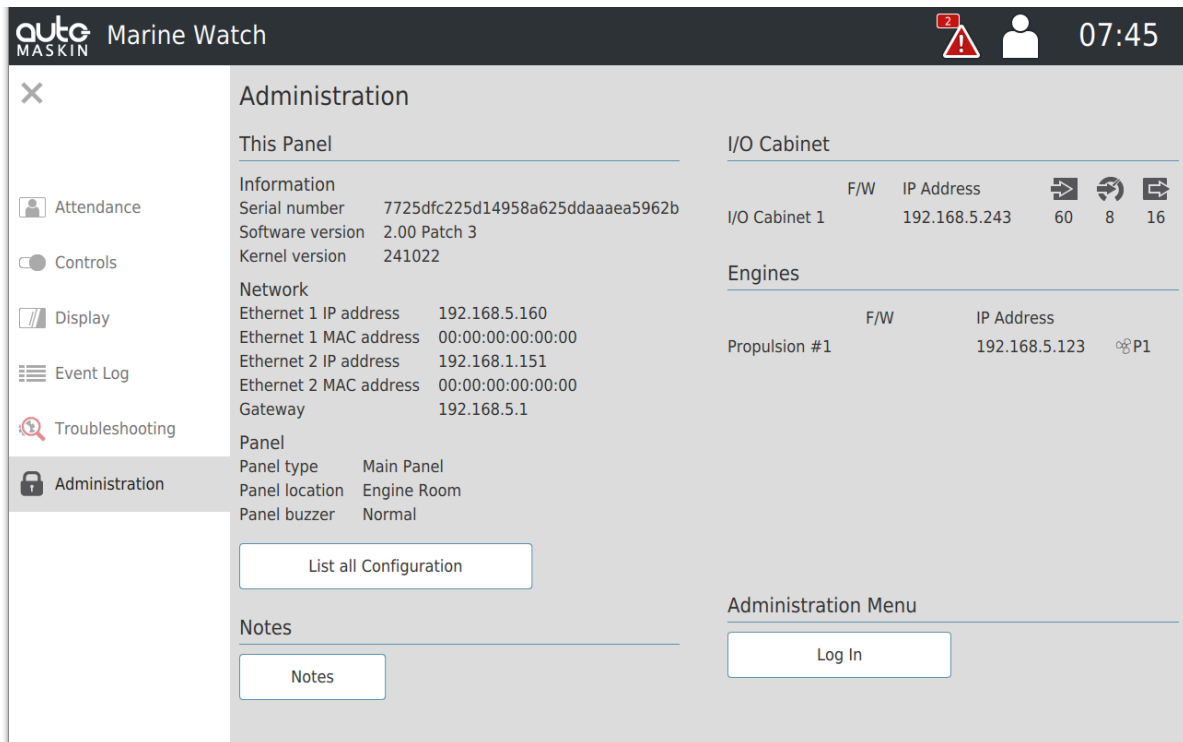 auto MASKIN Marine Watch 2 07:45
Attendance
Controls
Display
Event Log
Troubleshooting
Administration
Administration
This Panel
Information
Serial number 7725dfc225d14958a625ddaaaea5962b
Software version 2.00 Patch 3
Kernel version 241022
Network
Ethernet 1 IP address 192.168.5.160
Ethernet 1 MAC address 00:00:00:00:00:00
Ethernet 2 IP address 192.168.1.151
Ethernet 2 MAC address 00:00:00:00:00:00
Gateway 192.168.5.1
Panel
Panel type Main Panel
Panel location Engine Room
Panel buzzer Normal
List all Configuration
Notes
Notes
I/O Cabinet
F/W IP Address
I/O Cabinet 1 192.168.5.243 60 8 16
Engines
F/W IP Address
Propulsion #1 192.168.5.123 P1
Administration Menu
Log In